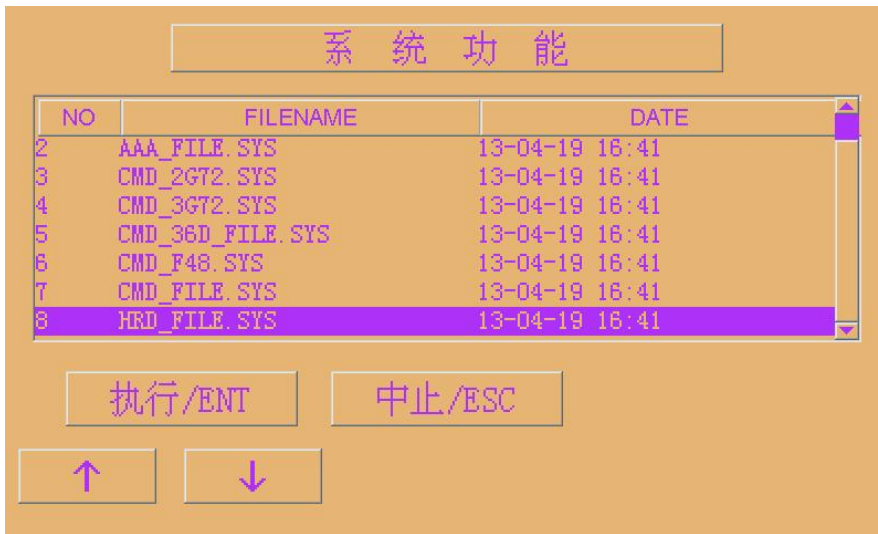 系 统 功 能
NO FILENAME DATE
2 AAA_FILE.SYS 13-04-19 16:41
3 CMD_2G72.SYS 13-04-19 16:41
4 CMD_3G72.SYS 13-04-19 16:41
5 CMD_36D_FILE.SYS 13-04-19 16:41
6 CMD_F48.SYS 13-04-19 16:41
7 CMD_FILE.SYS 13-04-19 16:41
8 HRD_FILE.SYS 13-04-19 16:41
执行/ENT 中止/ESC
↑ ↓